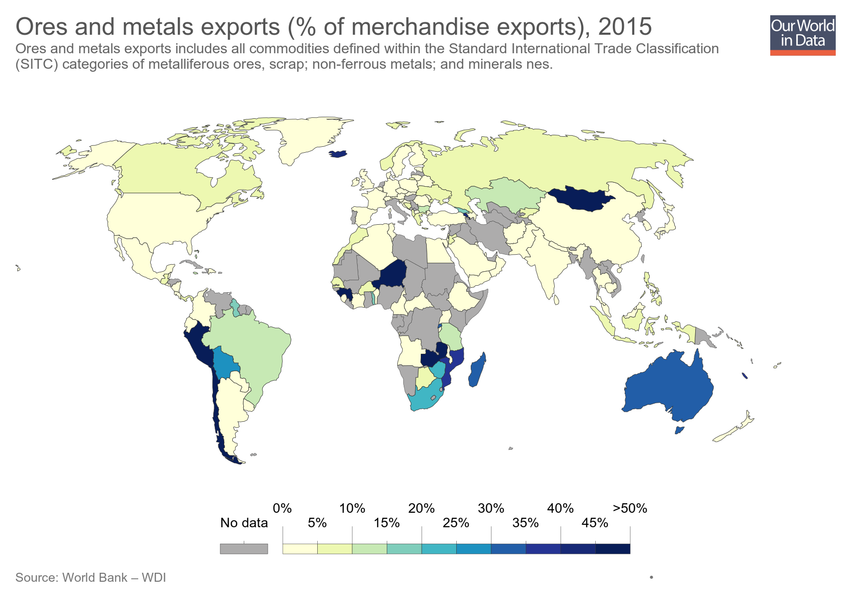 Ores and metals exports (% of merchandise exports), 2015
Our World
in Data
Ores and metals exports includes all commodities defined within the Standard International Trade Classification
(SITC) categories of metalliferous ores, scrap; non-ferrous metals; and minerals nes.
0% 10% 20% 30% 40% >50%
No data 5% 15% 25% 35% 45%
Source: World Bank – WDI